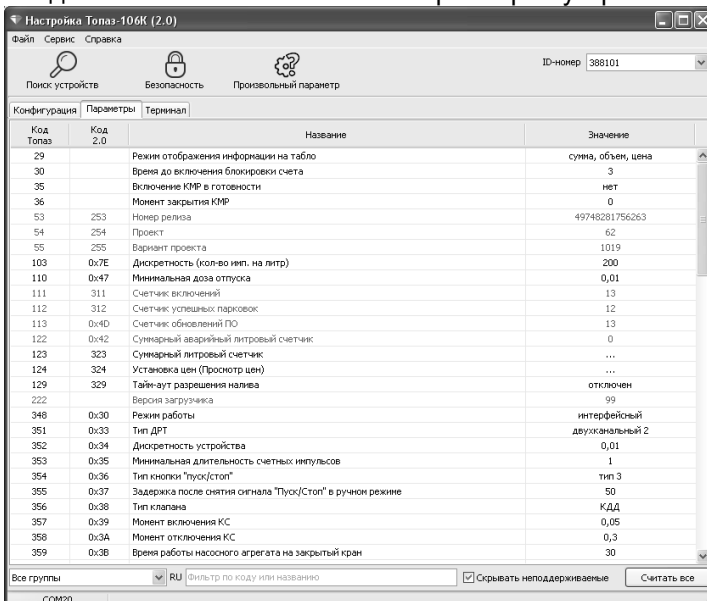 Настройка Топаз-106К (2.0)
Файл Сервис Справка
Поиск устройств Безопасность Произвольный параметр ID-номер 388101
Конфигурация Параметры Терминал
Код Топаз Код 2.0 Название Значение
29 Режим отображения информации на табло сумма, объем, цена
30 Время до включения блокировки счета 3
35 Включение КМР в готовности нет
36 Момент закрытия КМР 0
53 253 Номер релиза 49748281756263
54 254 Проект 62
55 255 Вариант проекта 1019
103 0x7E Дискретность (кол-во имп. на литр) 200
110 0x47 Минимальная доза отпуска 0,01
111 311 Счетчик включений 13
112 312 Счетчик успешных парковок 12
113 0x4D Счетчик обновлений ПО 13
122 0x42 Суммарный аварийный литровый счетчик 0
123 323 Суммарный литровый счетчик ...
124 324 Установка цен (Просмотр цен) ...
129 329 Тайм-аут разрешения налива отключен
222 Версия загрузчика 99
348 0x30 Режим работы интерфейсный
351 0x33 Тип ДРТ двухканальный 2
352 0x34 Дискретность устройства 0,01
353 0x35 Минимальная длительность счетных импульсов 1
354 0x36 Тип кнопки "пуск/стоп" тип 3
355 0x37 Задержка после снятия сигнала "Пуск/Стоп" в ручном режиме 50
356 0x38 Тип клапана КДД
357 0x39 Момент включения КС 0,05
358 0x3A Момент отключения КС 0,3
359 0x3B Время работы насосного агрегата на закрытый кран 30
Все группы RU Фильтр по коду или названию Скрывать неподдерживаемые Считать все
COM20